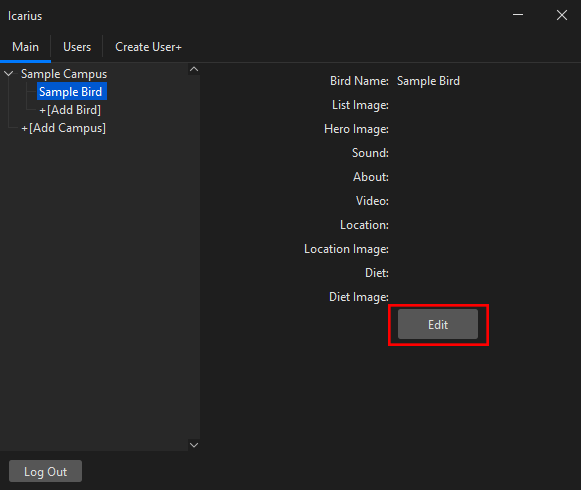 Icarius
Main Users Create User+
Sample Campus
Sample Bird
+[Add Bird]
+[Add Campus]
Bird Name: Sample Bird
List Image:
Hero Image:
Sound:
About:
Video:
Location:
Location Image:
Diet:
Diet Image:
Edit
Log Out